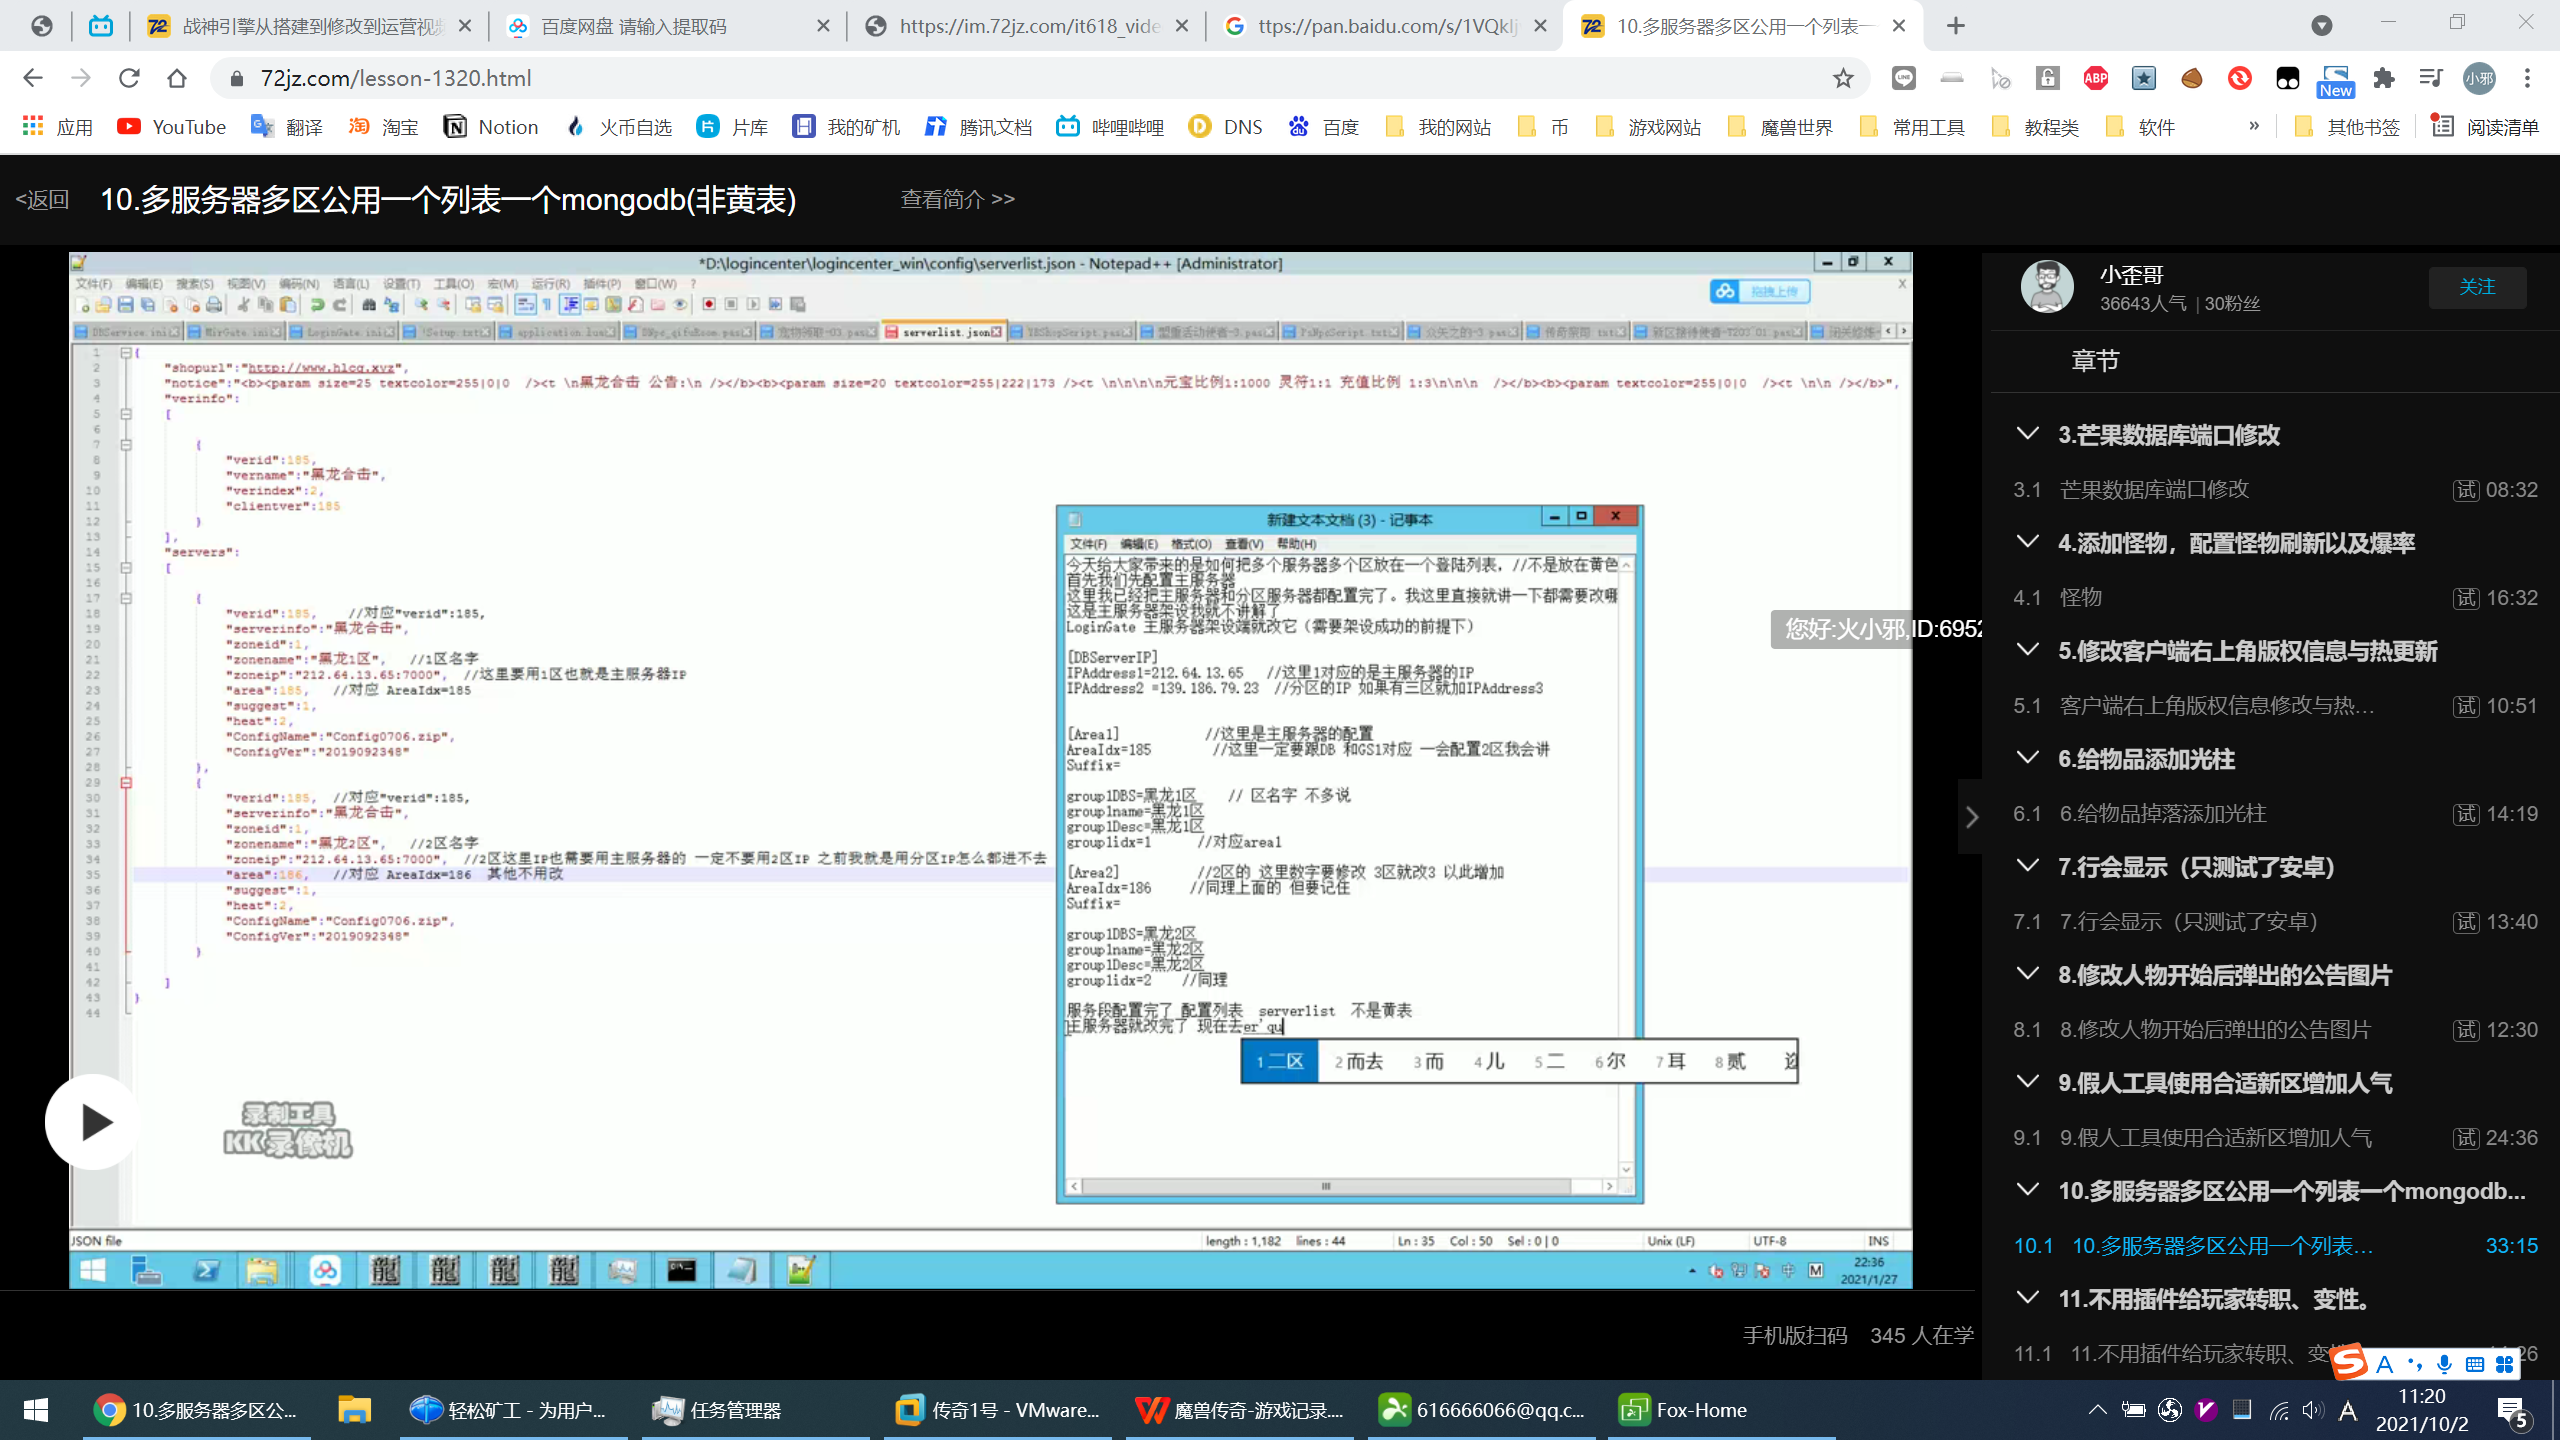 战神引擎从搭建到修改到运营视频
百度网盘 请输入提取码
https://im.72jz.com/it618_vide
ttps://pan.baidu.com/s/1VQklj
10.多服务器多区公用一个列表一
72jz.com/lesson-1320.html
ABP
New
小邪
应用
YouTube
翻译
淘宝
Notion
火币自选
片库
我的矿机
腾讯文档
哔哩哔哩
DNS
百度
我的网站
币
游戏网站
魔兽世界
常用工具
教程类
软件
»
其他书签
阅读清单
<返回
10.多服务器多区公用一个列表一个mongodb(非黄表)
查看简介 >>
*D:\logincenter\logincenter_win\config\serverlist.json - Notepad++ [Administrator]
文件(F) 编辑(E) 搜索(S) 视图(V) 编码(N) 语言(L) 设置(T) 工具(O) 宏(M) 运行(R) 插件(P) 窗口(W) ?
拖拽上传
DBService.ini
MirGate.ini
LoginGate.ini
!Setup.txt
application.lua
serverlist.json
YBShopScript.pas
PsNpcScript.txt
1 {
2 "shopurl":"http://www.hlcq.xyz",
3 "notice":"<b><param size=25 textcolor=255|0|0 /><t \n黑龙合击 公告:\n /></b><b><param size=20 textcolor=255|222|173 /><t \n\n\n\n元宝比例1:1000 灵符1:1 充值比例 1:3\n\n\n /></b><b><param textcolor=255|0|0 /><t \n\n /></b>",
4 "verinfo":
5 [
6
7 {
8 "verid":185,
9 "vername":"黑龙合击",
10 "verindex":2,
11 "clientver":185
12 }
13 ],
14 "servers":
15 [
16
17 {
18 "verid":185, //对应"verid":185,
19 "serverinfo":"黑龙合击",
20 "zoneid":1,
21 "zonename":"黑龙1区", //1区名字
22 "zoneip":"212.64.13.65:7000", //这里要用1区也就是主服务器IP
23 "area":185, //对应 AreaIdx=185
24 "suggest":1,
25 "heat":2,
26 "ConfigName":"Config0706.zip",
27 "ConfigVer":"2019092348"
28 },
29 {
30 "verid":185, //对应"verid":185,
31 "serverinfo":"黑龙合击",
32 "zoneid":1,
33 "zonename":"黑龙2区", //2区名字
34 "zoneip":"212.64.13.65:7000", //2区这里IP也需要用主服务器的 一定不要用2区IP 之前我就是用分区IP怎么都进不去
35 "area":186, //对应 AreaIdx=186 其他不用改
36 "suggest":1,
37 "heat":2,
38 "ConfigName":"Config0706.zip",
39 "ConfigVer":"2019092348"
40 }
41
42 ]
43 }
44
新建文本文档 (3) - 记事本
文件(F) 编辑(E) 格式(O) 查看(V) 帮助(H)
今天给大家带来的是如何把多个服务器多个区放在一个登陆列表，//不是放在黄色
首先我们先配置主服务器
这里我已经把主服务器和分区服务器都配置完了。我这里直接就讲一下都需要改哪
这是主服务器架设我就不讲解了
LoginGate 主服务器架设端就改它（需要架设成功的前提下）
[DBServerIP]
IPAddress1=212.64.13.65 //这里1对应的是主服务器的IP
IPAddress2 =139.186.79.23 //分区的IP 如果有三区就加IPAddress3
[Area1] //这里是主服务器的配置
AreaIdx=185 //这里一定要跟DB 和GS1对应 一会配置2区我会讲
Suffix=
group1DBS=黑龙1区 // 区名字 不多说
group1name=黑龙1区
group1Desc=黑龙1区
group1idx=1 //对应area1
[Area2] //2区的 这里数字要修改 3区就改3 以此增加
AreaIdx=186 //同理上面的 但要记住
Suffix=
group1DBS=黑龙2区
group1name=黑龙2区
group1Desc=黑龙2区
group1idx=2 //同理
服务段配置完了 配置列表 serverlist 不是黄表
主服务器就改完了 现在去er'qu
1 二区 2 而去 3 而 4 儿 5 二 6 尔 7 耳 8 贰
您好:火小邪,ID:6952
录制工具
KK录像机
JSON file
length : 1,182 lines : 44
Ln : 35 Col : 50 Sel : 0 | 0
Unix (LF)
UTF-8
INS
22:36
2021/1/27
手机版扫码
345 人在学
小歪哥
36643人气 | 30粉丝
关注
章节
3.芒果数据库端口修改
3.1 芒果数据库端口修改 试 08:32
4.添加怪物，配置怪物刷新以及爆率
4.1 怪物 试 16:32
5.修改客户端右上角版权信息与热更新
5.1 客户端右上角版权信息修改与热... 试 10:51
6.给物品添加光柱
6.1 6.给物品掉落添加光柱 试 14:19
7.行会显示（只测试了安卓）
7.1 7.行会显示（只测试了安卓） 试 13:40
8.修改人物开始后弹出的公告图片
8.1 8.修改人物开始后弹出的公告图片 试 12:30
9.假人工具使用合适新区增加人气
9.1 9.假人工具使用合适新区增加人气 试 24:36
10.多服务器多区公用一个列表一个mongodb...
10.1 10.多服务器多区公用一个列表... 33:15
11.不用插件给玩家转职、变性。
11.1 11.不用插件给玩家转职、变
10.多服务器多区公...
轻松矿工 - 为用户...
任务管理器
传奇1号 - VMware...
魔兽传奇-游戏记录....
616666066@qq.c...
Fox-Home
11:20
2021/10/2
5